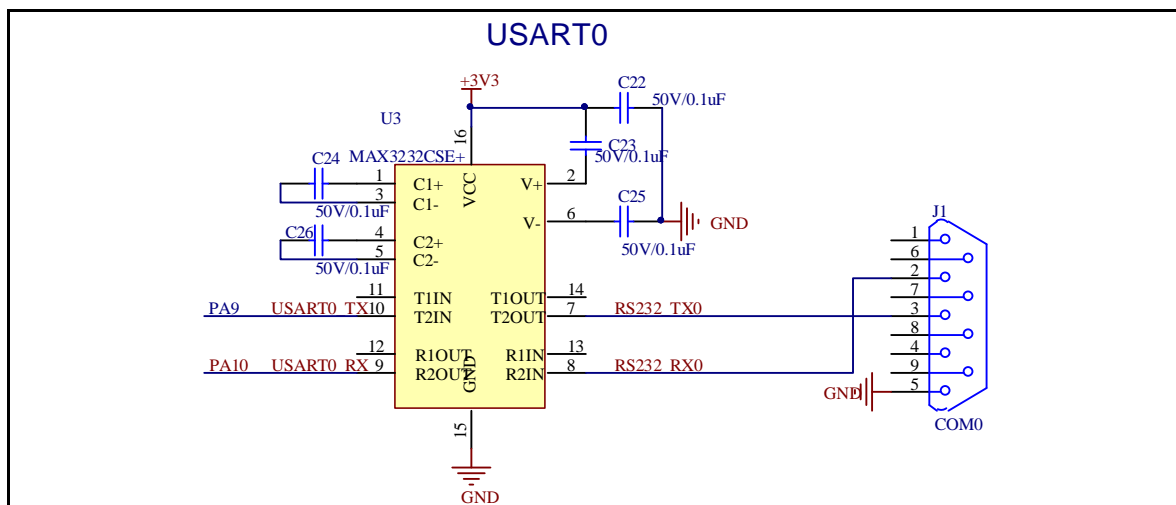 USART0
+3V3
C22
50V/0.1uF
U3
16
C23
50V/0.1uF
MAX3232CSE+
C24
1
C1+
VCC
V+
2
3
C1-
50V/0.1uF
V-
6
C25
GND
J1
C26
4
C2+
50V/0.1uF
1
5
C2-
50V/0.1uF
6
2
11
T1IN
T1OUT
14
7
PA9
USART0_TX
10
T2IN
T2OUT
7
RS232_TX0
3
8
12
R1OUT
R1IN
13
4
PA10
USART0_RX
9
R2OUT
GND
R2IN
8
RS232_RX0
9
GND
5
15
COM0
GND